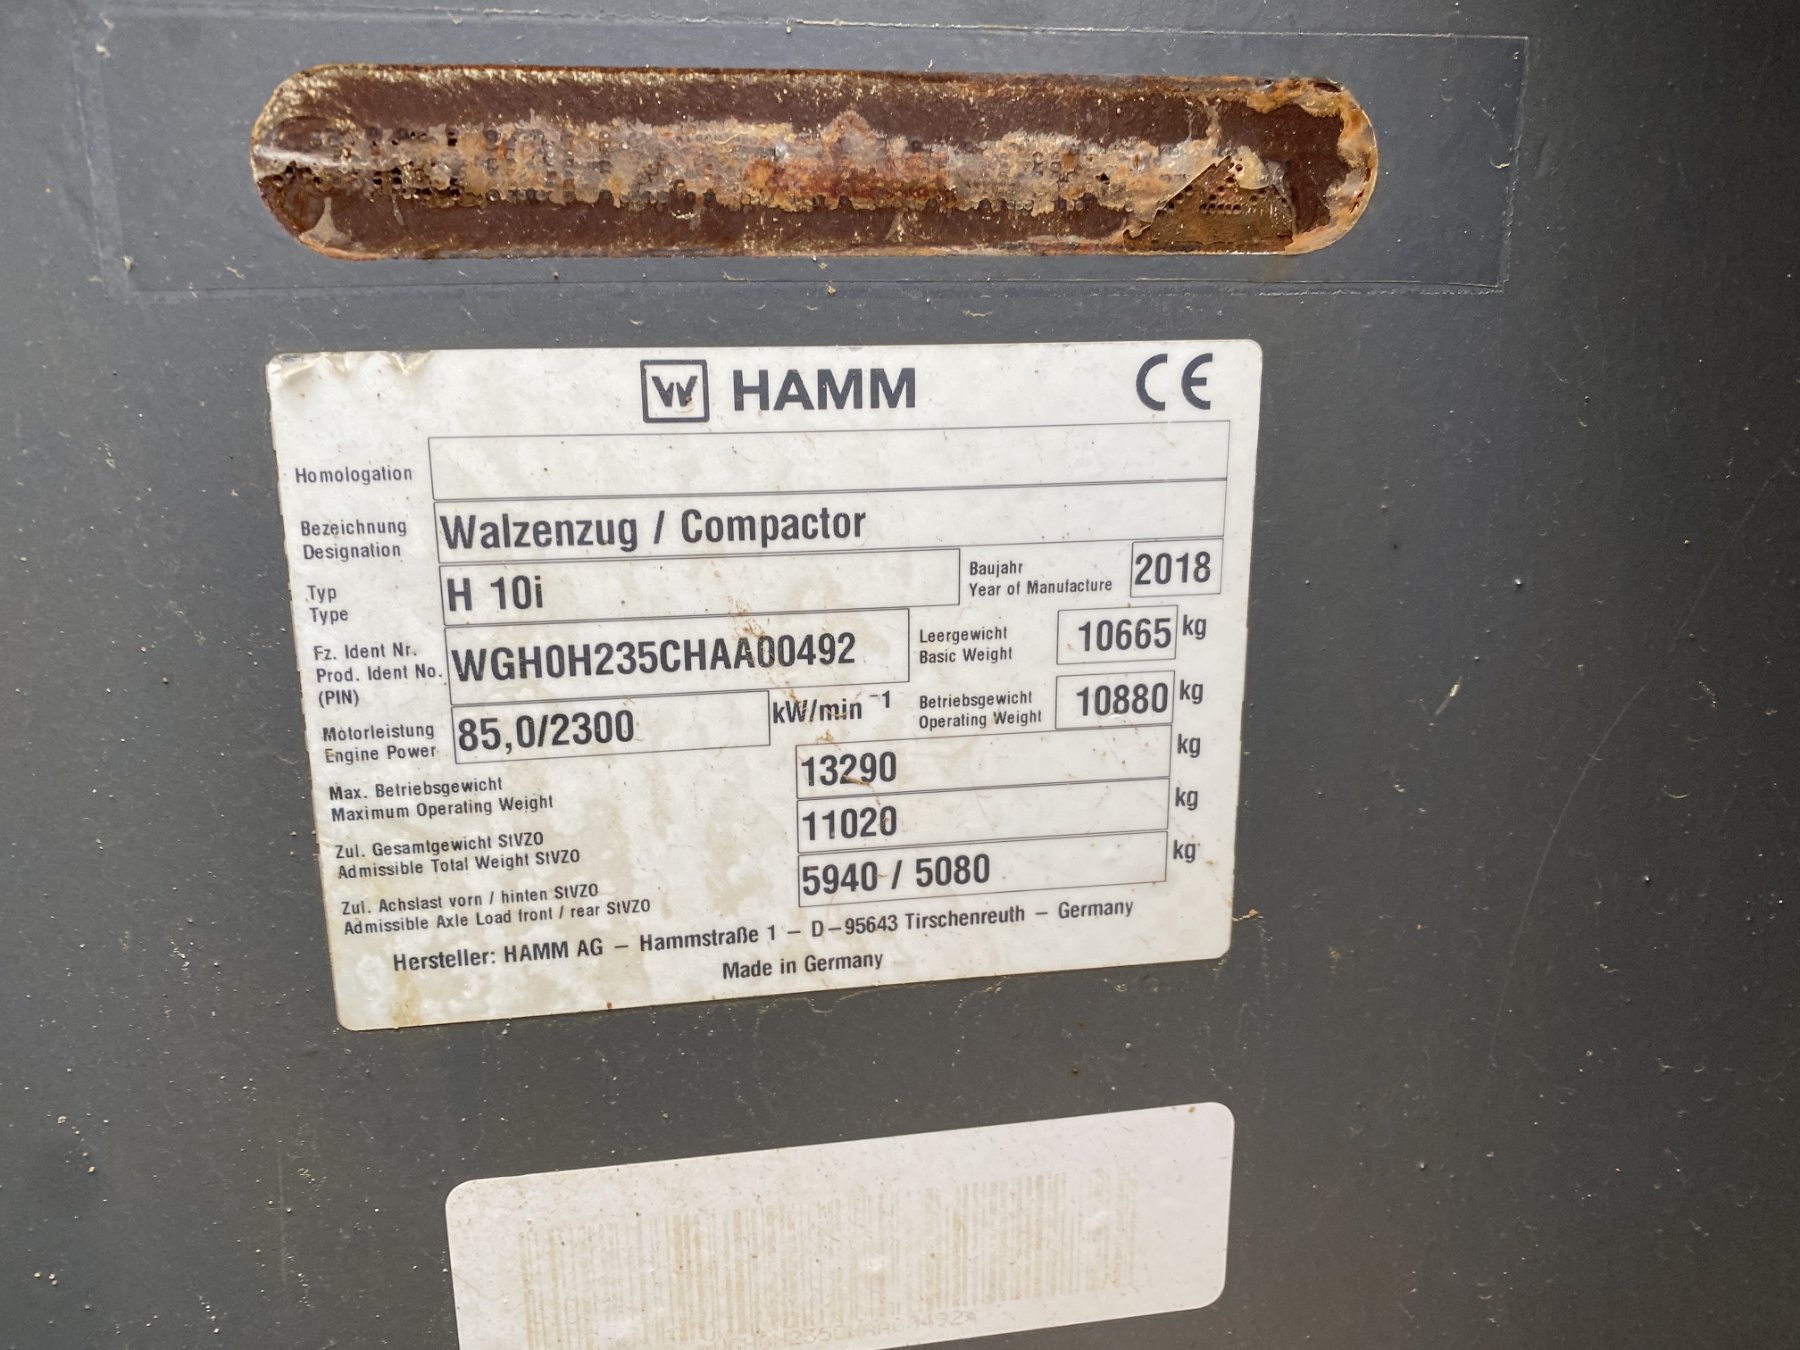 HAMM CE
Homologation
Bezeichnung
Designation
Walzenzug / Compactor
Typ
Type
H 10i
Baujahr
Year of Manufacture
2018
Fz. Ident Nr.
Prod. Ident No.
(PIN)
WGH0H235CHAA00492
Leergewicht
Basic Weight
10665 kg
Motorleistung
Engine Power
85,0/2300 kW/min⁻¹
Betriebsgewicht
Operating Weight
10880 kg
Max. Betriebsgewicht
Maximum Operating Weight
13290 kg
Zul. Gesamtgewicht StVZO
Admissible Total Weight StVZO
11020 kg
Zul. Achslast vorn / hinten StVZO
Admissible Axle Load front / rear StVZO
5940 / 5080 kg
Hersteller: HAMM AG – Hammstraße 1 – D–95643 Tirschenreuth – Germany
Made in Germany